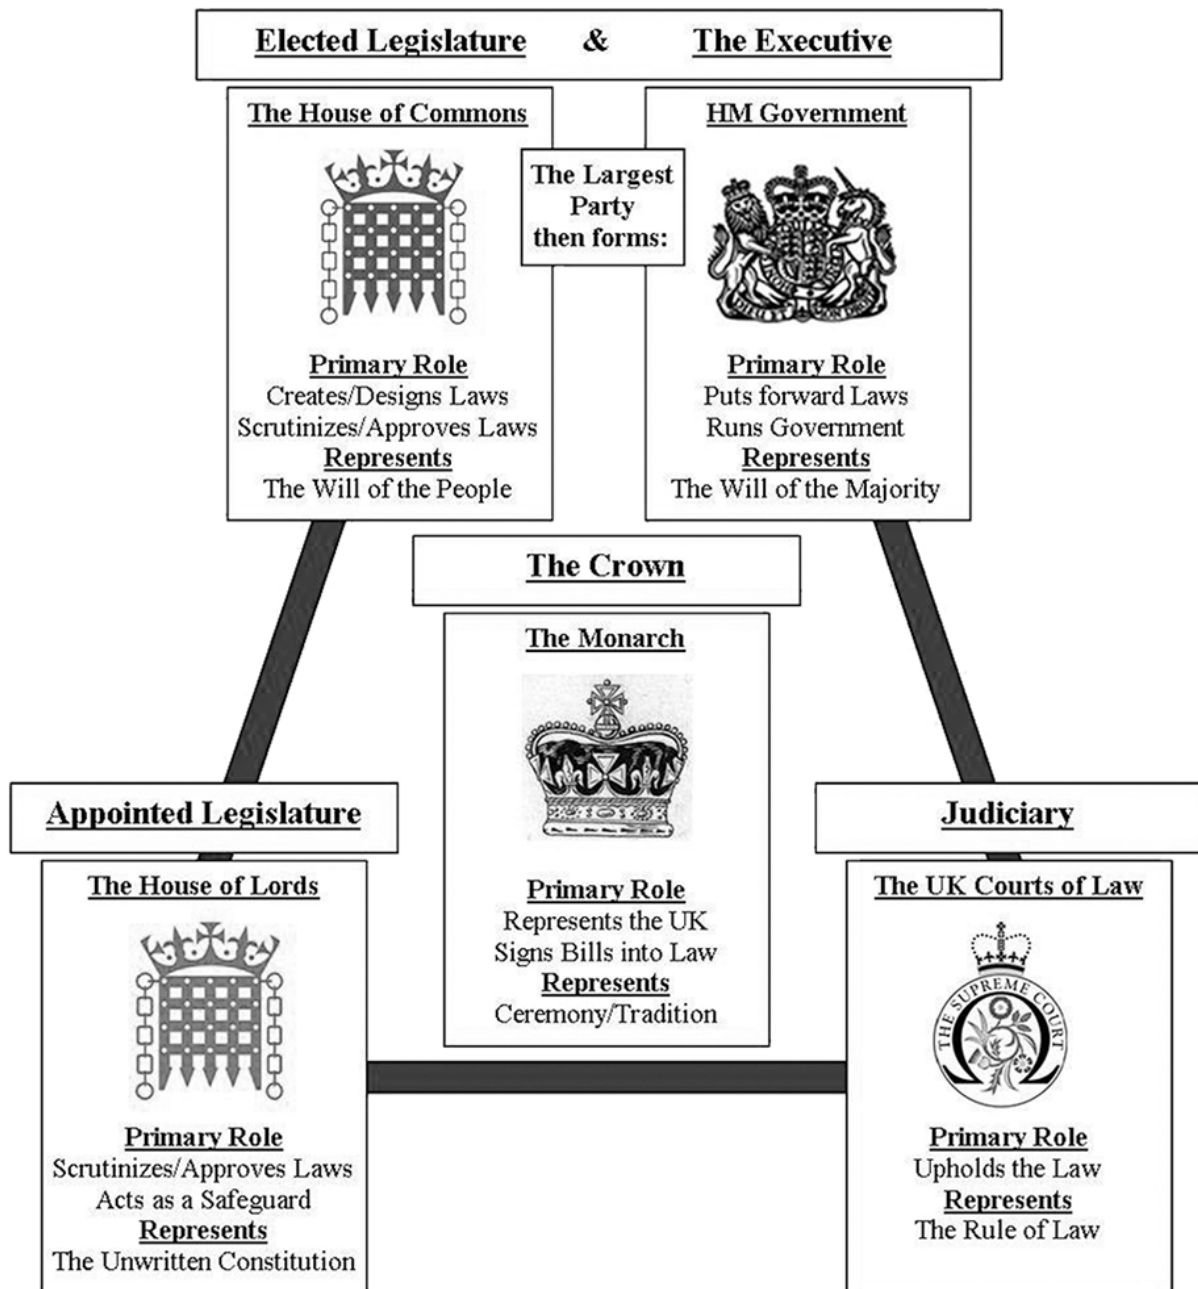 Elected Legislature & The Executive
The House of Commons
Primary Role
Creates/Designs Laws
Scrutinizes/Approves Laws
Represents
The Will of the People
The Largest
Party
then forms:
HM Government
DIEU ET MON DROIT
Primary Role
Puts forward Laws
Runs Government
Represents
The Will of the Majority
The Crown
The Monarch
Primary Role
Represents the UK
Signs Bills into Law
Represents
Ceremony/Tradition
Appointed Legislature
The House of Lords
Primary Role
Scrutinizes/Approves Laws
Acts as a Safeguard
Represents
The Unwritten Constitution
Judiciary
The UK Courts of Law
THE SUPREME COURT
Primary Role
Upholds the Law
Represents
The Rule of Law